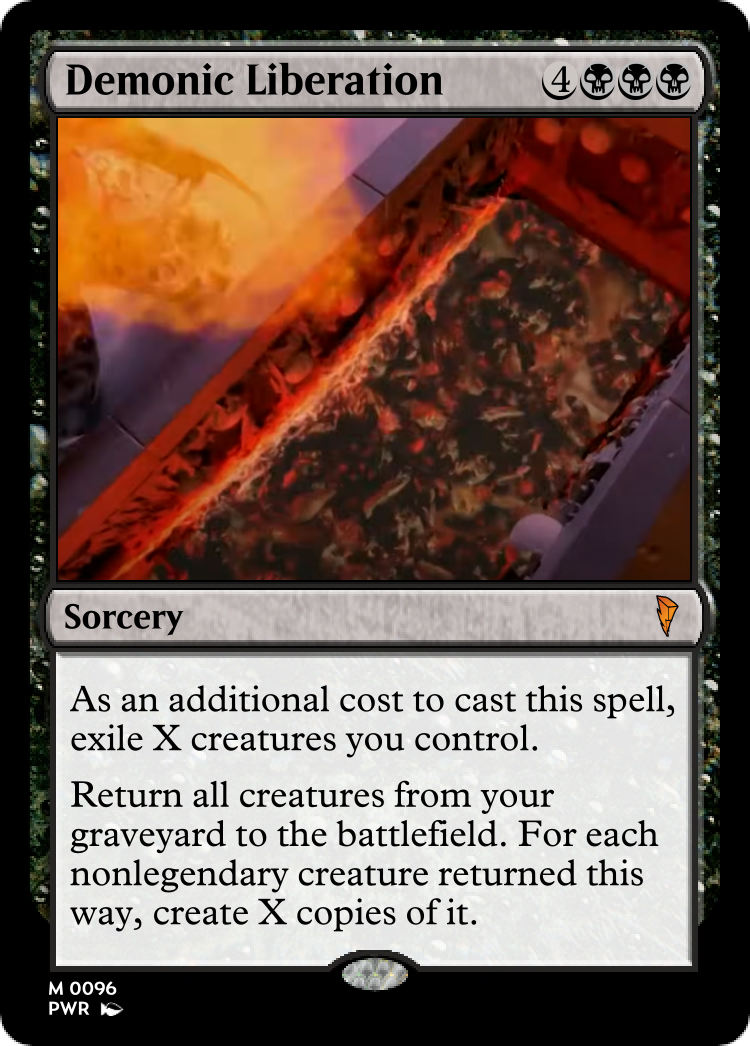 Demonic Liberation 4
Sorcery
As an additional cost to cast this spell,
exile X creatures you control.
Return all creatures from your
graveyard to the battlefield. For each
nonlegendary creature returned this
way, create X copies of it.
M 0096
PWR